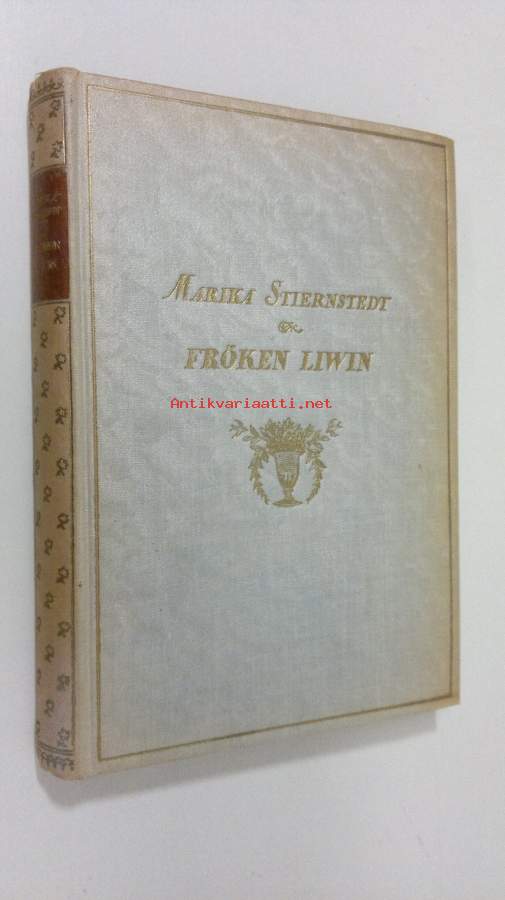 MARIKA STIERNSTEDT
FRÖKEN LIWIN
Antikvariaatti.net